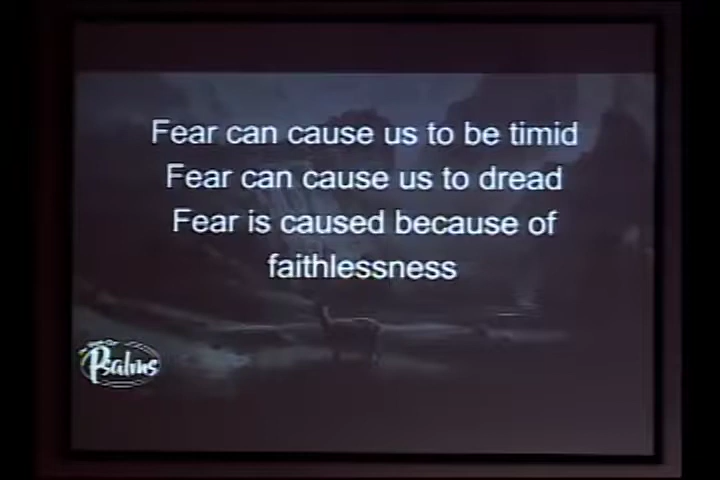 Fear can cause us to be timid
Fear can cause us to dread
Fear is caused because of
faithlessness
Psalms